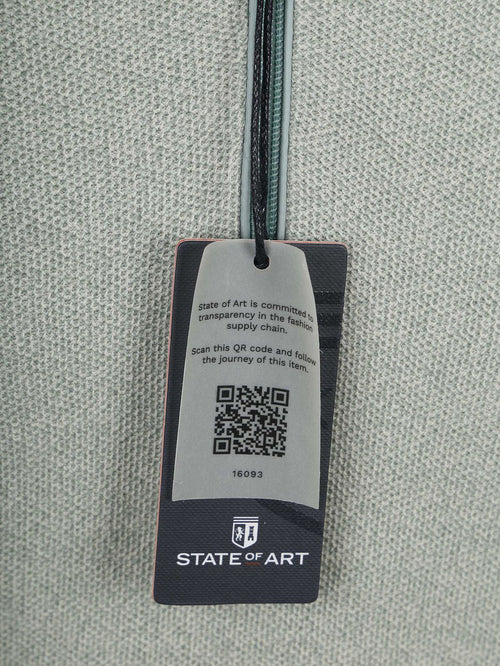 State of Art is committed to
transparency in the fashion
supply chain.
Scan this QR code and follow
the journey of this item.
16093
STATE OF ART